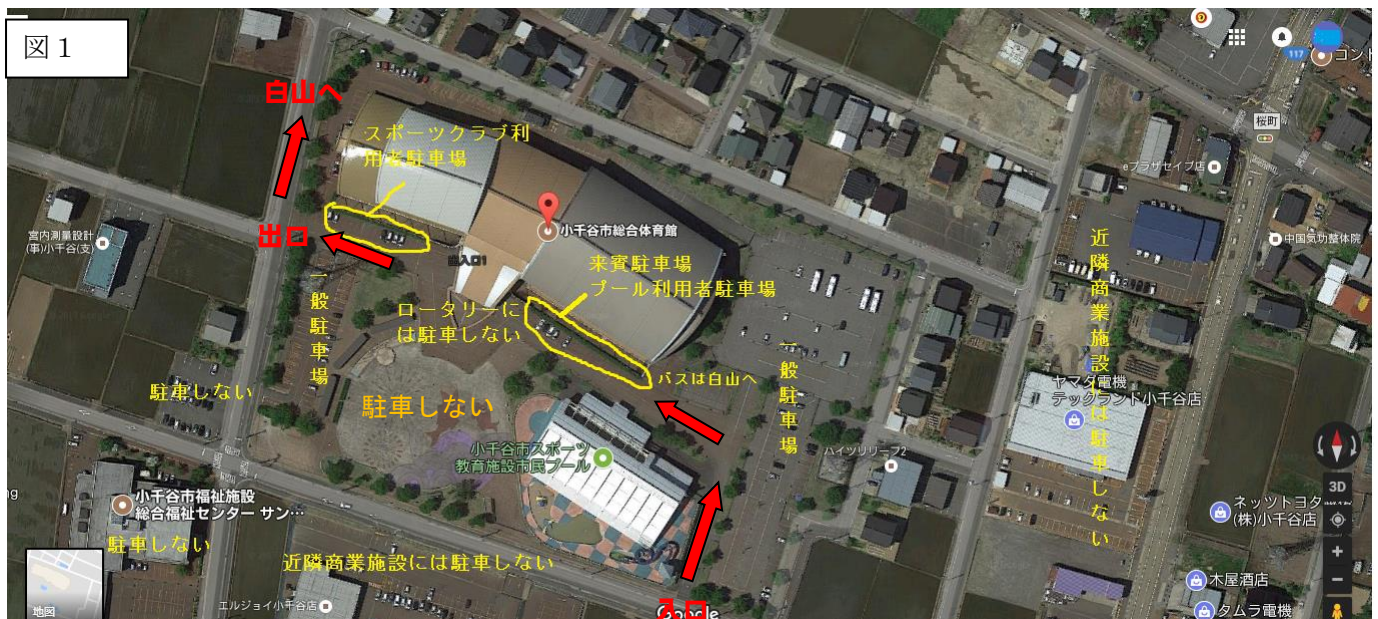 図１
白山へ
スポーツクラブ利
用者駐車場
出口
宮内測量設計
(事)小千谷(支)
一般駐車場
出入口1
小千谷市総合体育館
来賓駐車場
プール利用者駐車場
ロータリーに
は駐車しない
バスは白山へ
一般駐車場
近隣商業施設には駐車しない
117
ゴント
桜町
eプラザセイブ店
中国気功整体院
ヤマダ電機
テックランド小千谷店
駐車しない
駐車しない
小千谷市スポーツ
教育施設市民プール
ハイツリリーフ2
小千谷市福祉施設
総合福祉センター サン…
駐車しない
近隣商業施設には駐車しない
エルジョイ小千谷店
地図
Google
入口
3D
ネッツトヨタ
(株)小千谷店
木屋酒店
タムラ電機